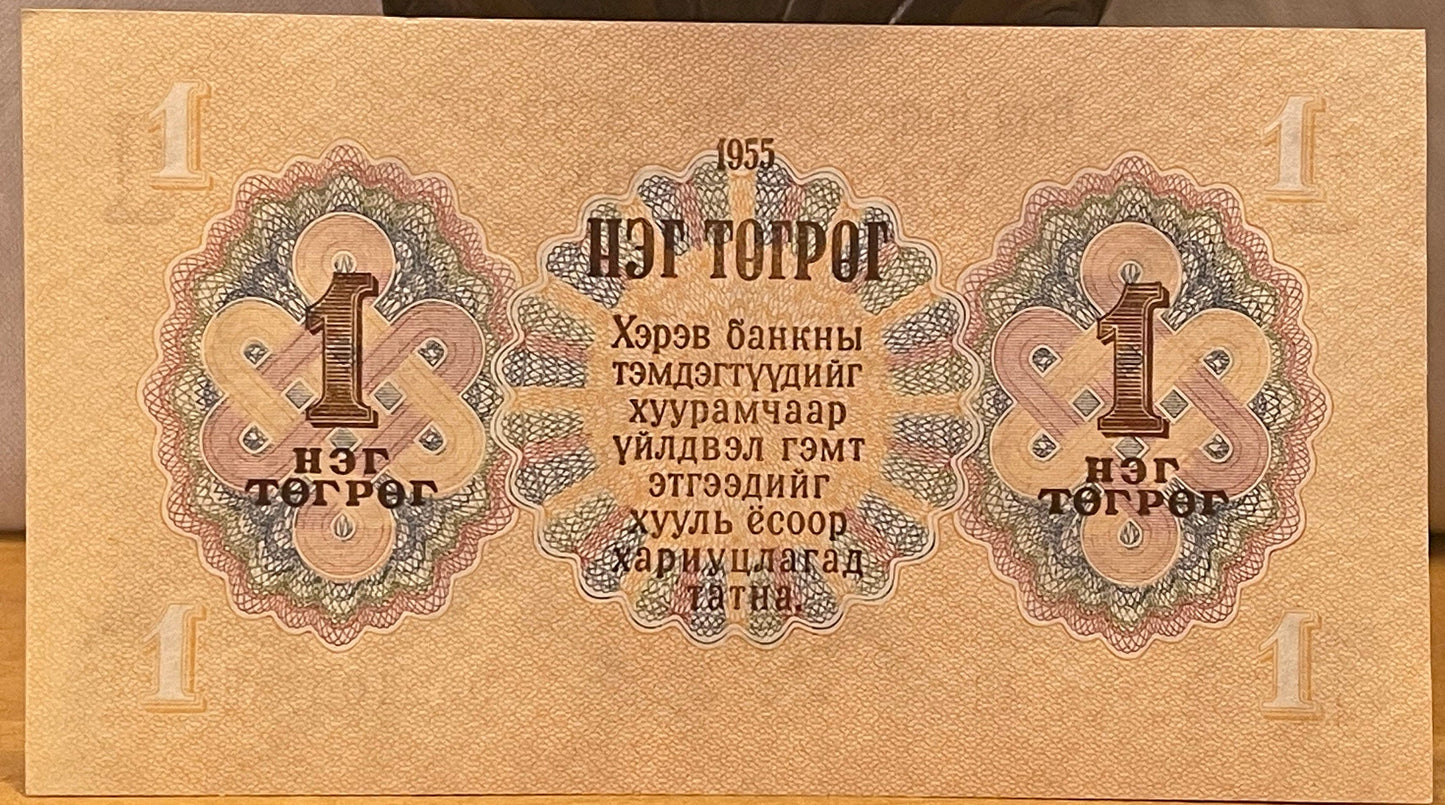 1
1
1955
НЭГ ТӨГРӨГ
1
НЭГ
ТӨГРӨГ
Хэрэв банкны
тэмдэгтүүдийг
хуурамчаар
үйлдвэл гэмт
этгээдийг
хууль ёсоор
хариуцлагад
татна.
1
НЭГ
ТӨГРӨГ
1
1